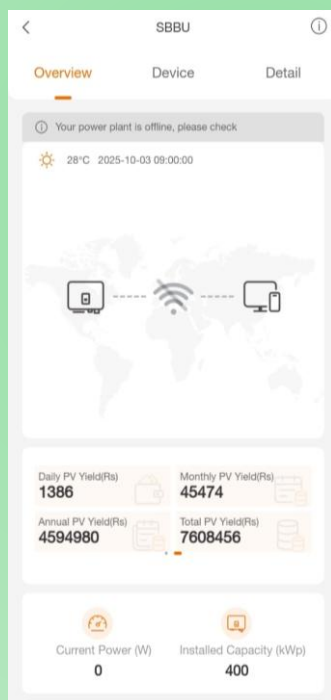 SBBU
Overview Device Detail
Your power plant is offline, please check
28°C 2025-10-03 09:00:00
Daily PV Yield(Rs) Monthly PV Yield(Rs)
1386 45474
Annual PV Yield(Rs) Total PV Yield(Rs)
4594980 7608456
Current Power (W) Installed Capacity (kWp)
0 400